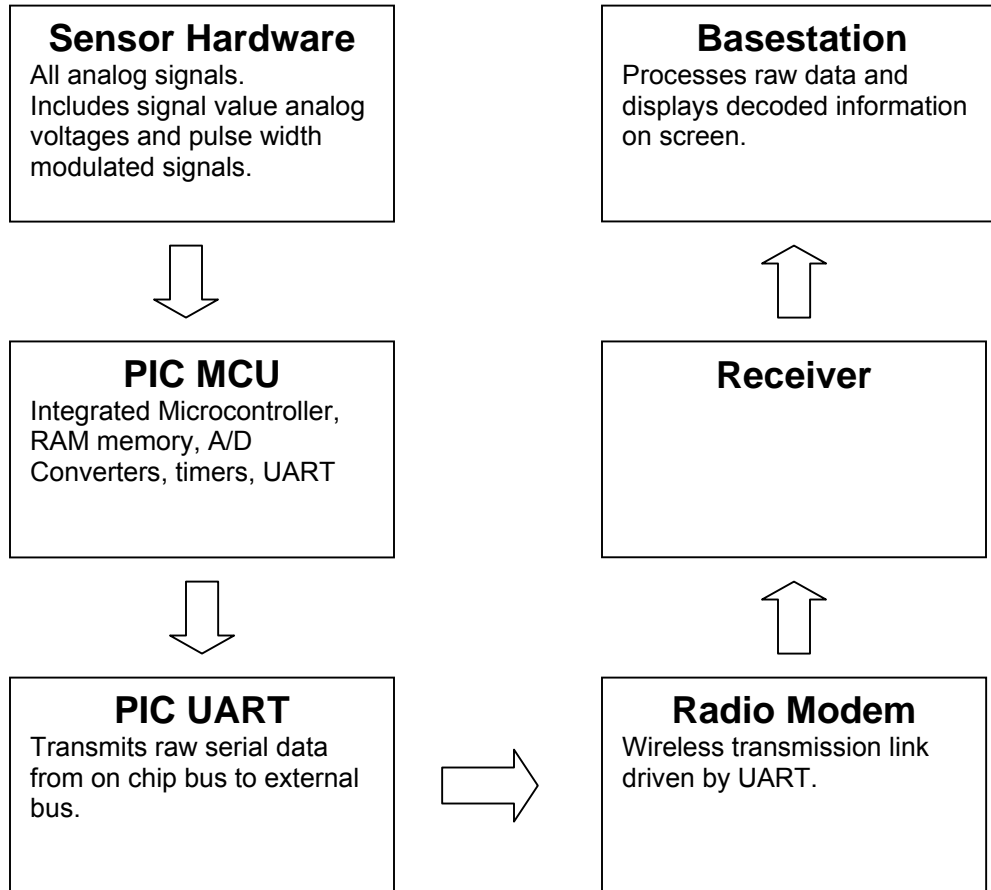 Sensor Hardware
All analog signals.
Includes signal value analog
voltages and pulse width
modulated signals.
PIC MCU
Integrated Microcontroller,
RAM memory, A/D
Converters, timers, UART
PIC UART
Transmits raw serial data
from on chip bus to external
bus.
Radio Modem
Wireless transmission link
driven by UART.
Receiver
Basestation
Processes raw data and
displays decoded information
on screen.